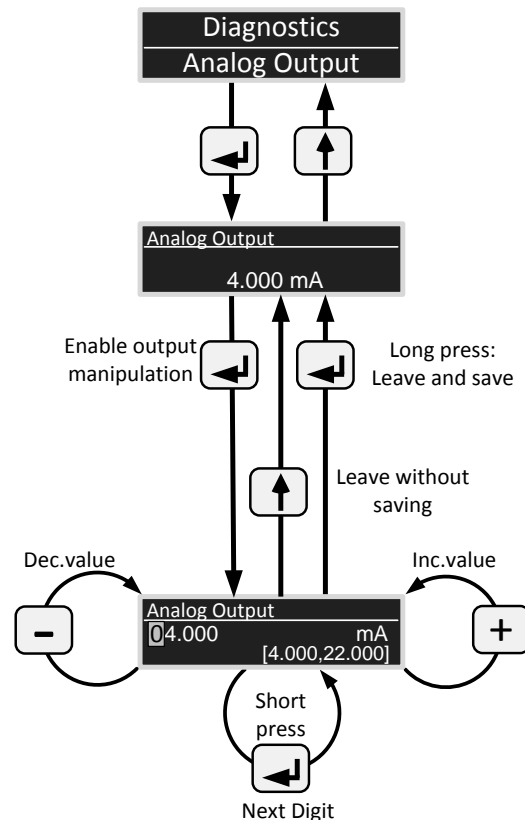 Diagnostics
Analog Output
Analog Output
4.000 mA
Enable output
manipulation
Long press:
Leave and save
Leave without
saving
Dec.value
Inc.value
Analog Output
04.000 mA
[4.000,22.000]
-
+
Short
press
Next Digit